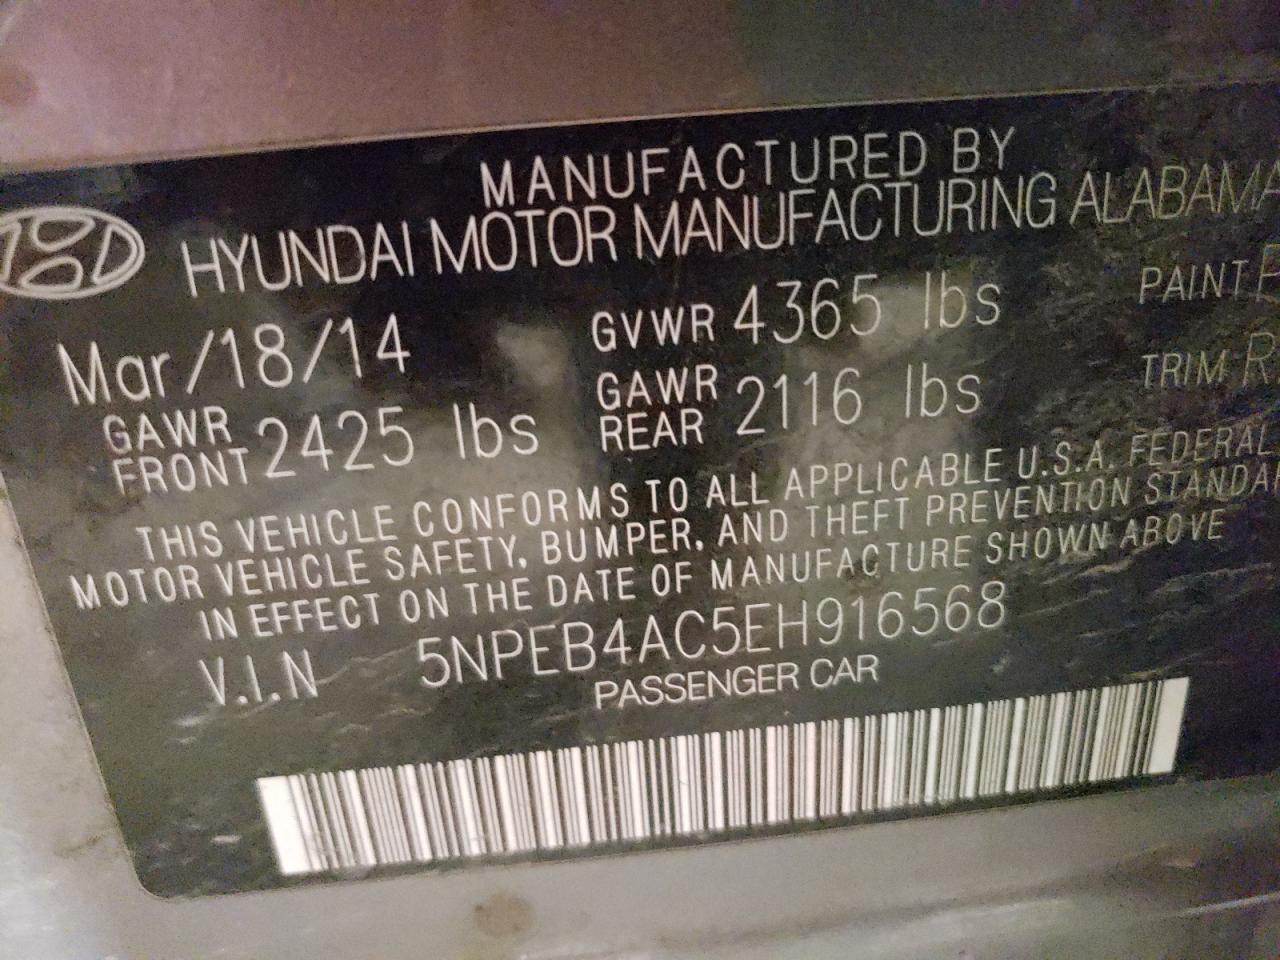 MANUFACTURED BY
HYUNDAI MOTOR MANUFACTURING ALABAMA
Mar/18/14 GVWR 4365 lbs PAINT
GAWR FRONT 2425 lbs GAWR REAR 2116 lbs TRIM
THIS VEHICLE CONFORMS TO ALL APPLICABLE U.S.A. FEDERAL
MOTOR VEHICLE SAFETY, BUMPER, AND THEFT PREVENTION STANDA
IN EFFECT ON THE DATE OF MANUFACTURE SHOWN ABOVE
V.I.N 5NPEB4AC5EH916568
PASSENGER CAR